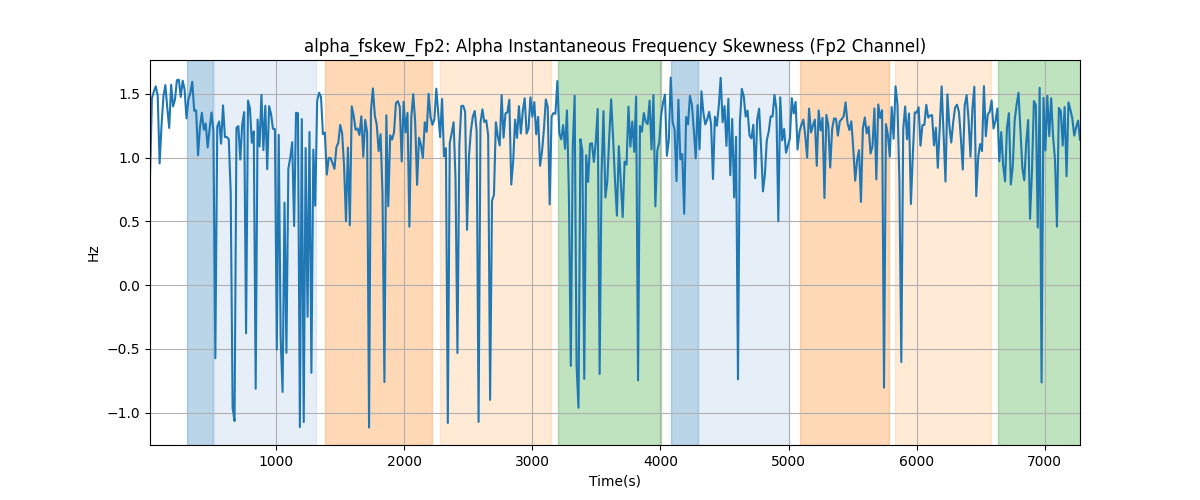 alpha_fskew_Fp2: Alpha Instantaneous Frequency Skewness (Fp2 Channel)
1.5
1.0
0.5
0.0
−0.5
−1.0
Hz
1000 2000 3000 4000 5000 6000 7000
Time(s)